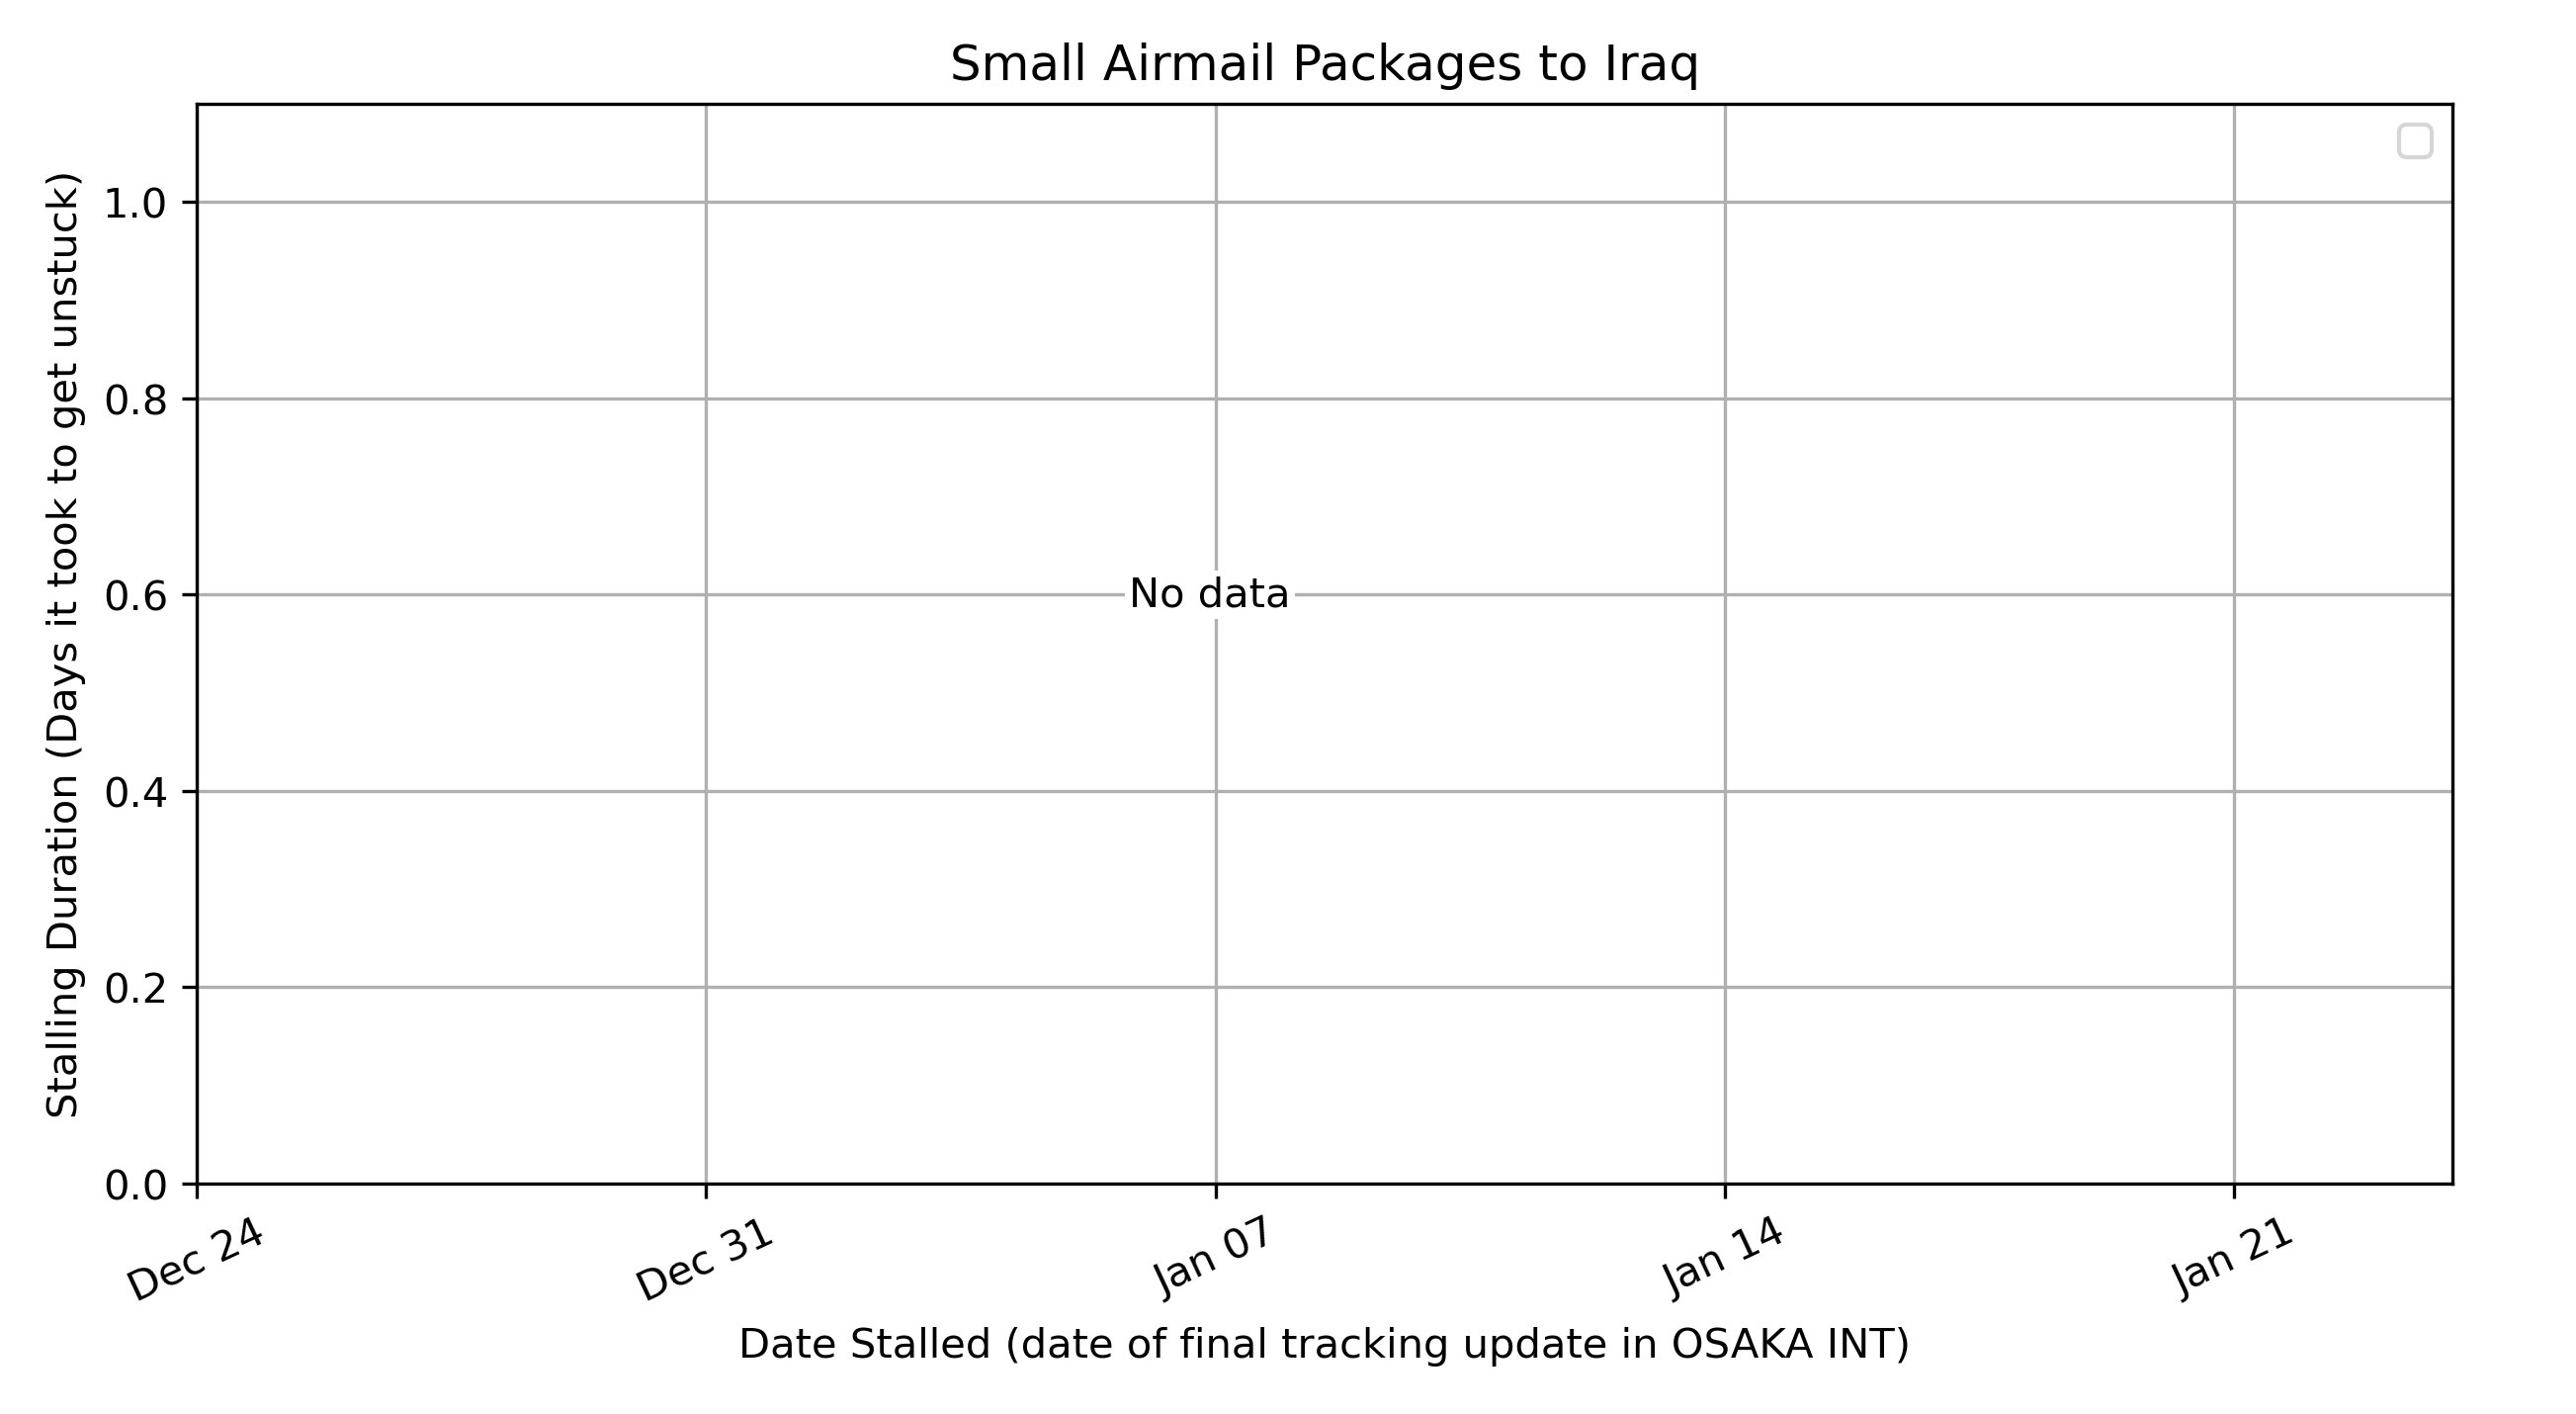 Small Airmail Packages to Iraq
Stalling Duration (Days it took to get unstuck)
1.0
0.8
0.6
0.4
0.2
0.0
No data
Dec 24
Dec 31
Jan 07
Jan 14
Jan 21
Date Stalled (date of final tracking update in OSAKA INT)